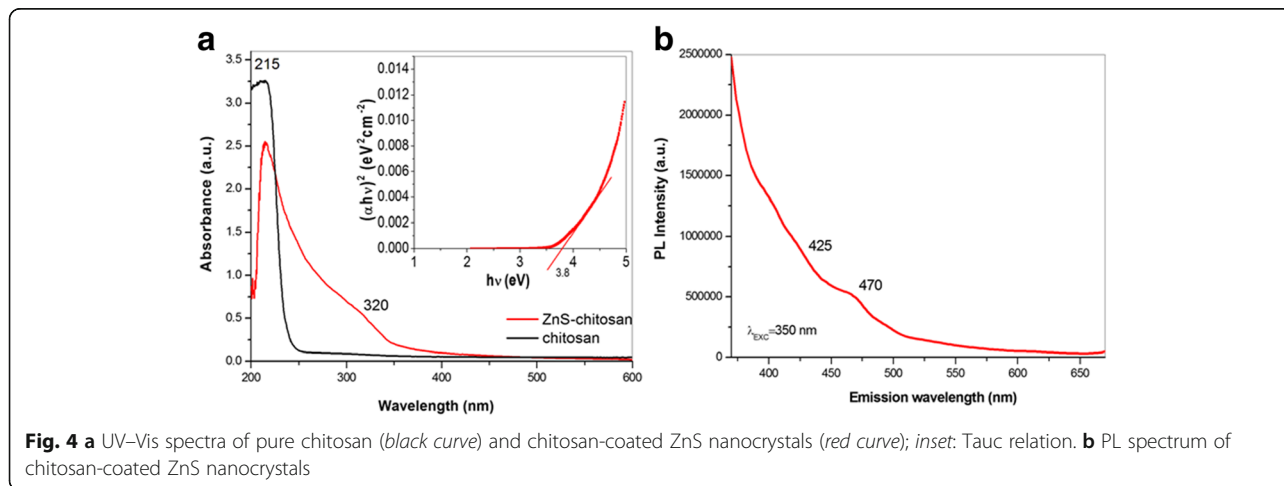 a
3.5
3.0
2.5
2.0
1.5
1.0
0.5
0.0
Absorbance (a.u.)
215
320
200 300 400 500 600
Wavelength (nm)
0.014
0.012
0.010
0.008
0.006
0.004
0.002
0.000
(αhν)² (eV²cm⁻²)
1 2 3 4 5
3.8
hν (eV)
ZnS-chitosan
chitosan
b
2500000
2000000
1500000
1000000
500000
0
PL Intensity (a.u.)
425
470
λEXC=350 nm
400 450 500 550 600 650
Emission wavelength (nm)
Fig. 4 a UV–Vis spectra of pure chitosan (black curve) and chitosan-coated ZnS nanocrystals (red curve); inset: Tauc relation. b PL spectrum of
chitosan-coated ZnS nanocrystals